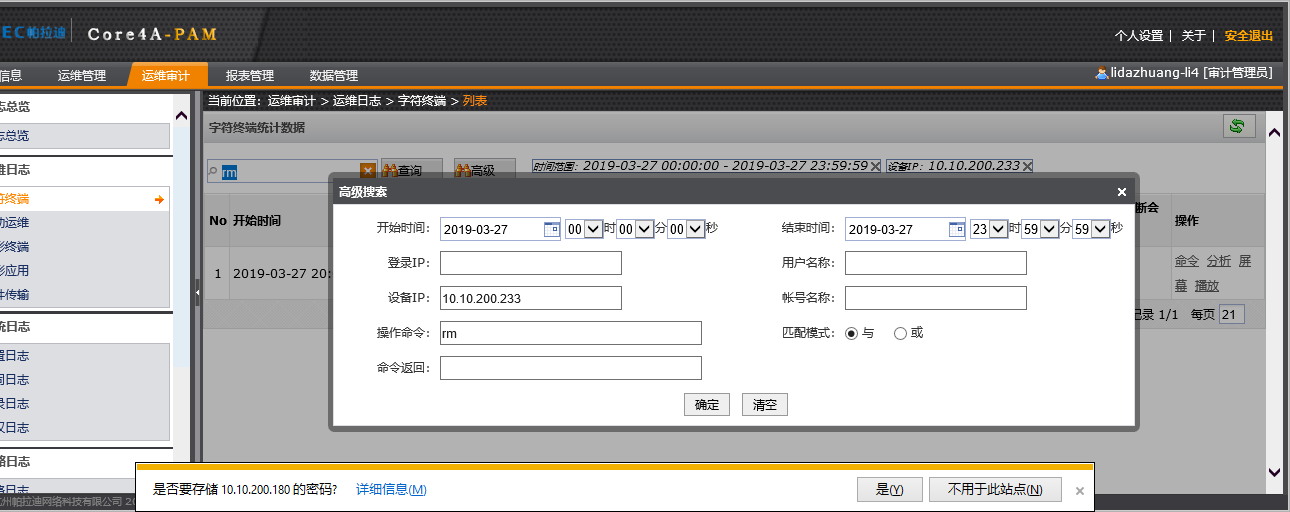 EC帕拉迪 Core4A-PAM
个人设置 | 关于 | 安全退出
信息 运维管理 运维审计 报表管理 数据管理 lidazhuang-li4 [审计管理员]
志总览 当前位置：运维审计 > 运维日志 > 字符终端 > 列表
志总览 字符终端统计数据
维日志 rm 查询 高级 时间范围：2019-03-27 00:00:00 - 2019-03-27 23:59:59 设备IP：10.10.200.233
高级搜索
符终端 No 开始时间 断会 操作
动运维 开始时间： 2019-03-27 00 时 00 分 00 秒 结束时间： 2019-03-27 23 时 59 分 59 秒
形终端 登录IP： 用户名称：
形应用 1 2019-03-27 20: 命令 分析 屏
件传输 幕 播放
设备IP： 10.10.200.233 帐号名称：
记录 1/1 每页 21
统日志 操作命令： rm 匹配模式： 与 或
置日志
司日志 命令返回：
录日志 确定 清空
权日志
络日志
络日志
是否要存储 10.10.200.180 的密码? 详细信息(M) 是(Y) 不用于此站点(N)
州帕拉迪网络科技有限公司 20